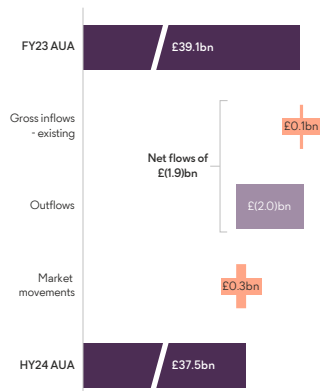 FY23 AUA
£39.1bn
Gross inflows
- existing
£0.1bn
Net flows of
£(1.9)bn
Outflows
£(2.0)bn
Market
movements
£0.3bn
HY24 AUA
£37.5bn